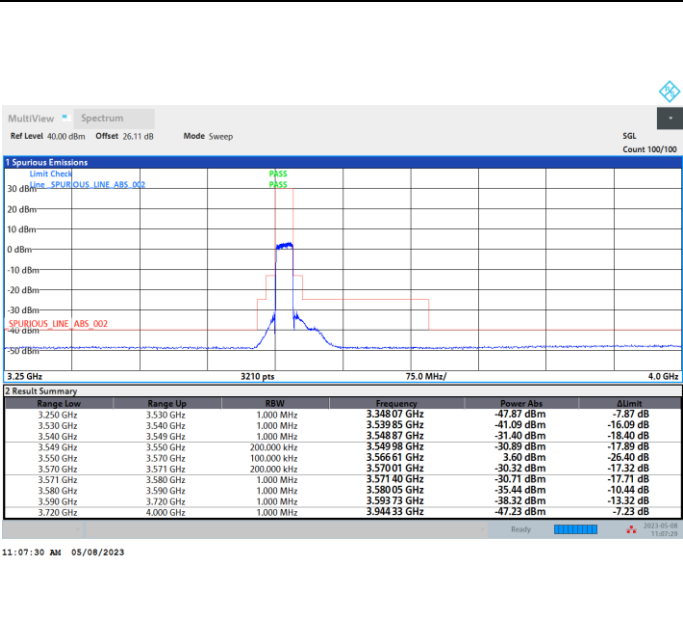 MultiView
Spectrum
Ref Level 40.00 dBm Offset 26.11 dB Mode Sweep SGL
Count 100/100
1 Spurious Emissions
Limit Check PASS
Line _SPURIOUS_LINE_ABS_002 PASS
30 dBm
20 dBm
10 dBm
0 dBm
-10 dBm
-20 dBm
-30 dBm
_SPURIOUS_LINE_ABS_002
-40 dBm
-50 dBm
3.25 GHz 3210 pts 75.0 MHz/ 4.0 GHz
2 Result Summary
Range Low Range Up RBW Frequency Power Abs ΔLimit
3.250 GHz 3.530 GHz 1.000 MHz 3.348 07 GHz -47.87 dBm -7.87 dB
3.530 GHz 3.540 GHz 1.000 MHz 3.539 85 GHz -41.09 dBm -16.09 dB
3.540 GHz 3.549 GHz 1.000 MHz 3.548 87 GHz -31.40 dBm -18.40 dB
3.549 GHz 3.550 GHz 200.000 kHz 3.549 98 GHz -30.89 dBm -17.89 dB
3.550 GHz 3.570 GHz 100.000 kHz 3.566 61 GHz 3.60 dBm -26.40 dB
3.570 GHz 3.571 GHz 200.000 kHz 3.570 01 GHz -30.32 dBm -17.32 dB
3.571 GHz 3.580 GHz 1.000 MHz 3.571 40 GHz -30.71 dBm -17.71 dB
3.580 GHz 3.590 GHz 1.000 MHz 3.580 05 GHz -35.44 dBm -10.44 dB
3.590 GHz 3.720 GHz 1.000 MHz 3.593 73 GHz -38.32 dBm -13.32 dB
3.720 GHz 4.000 GHz 1.000 MHz 3.944 33 GHz -47.23 dBm -7.23 dB
Ready
2023-05-08
11:07:29
11:07:30 AM 05/08/2023